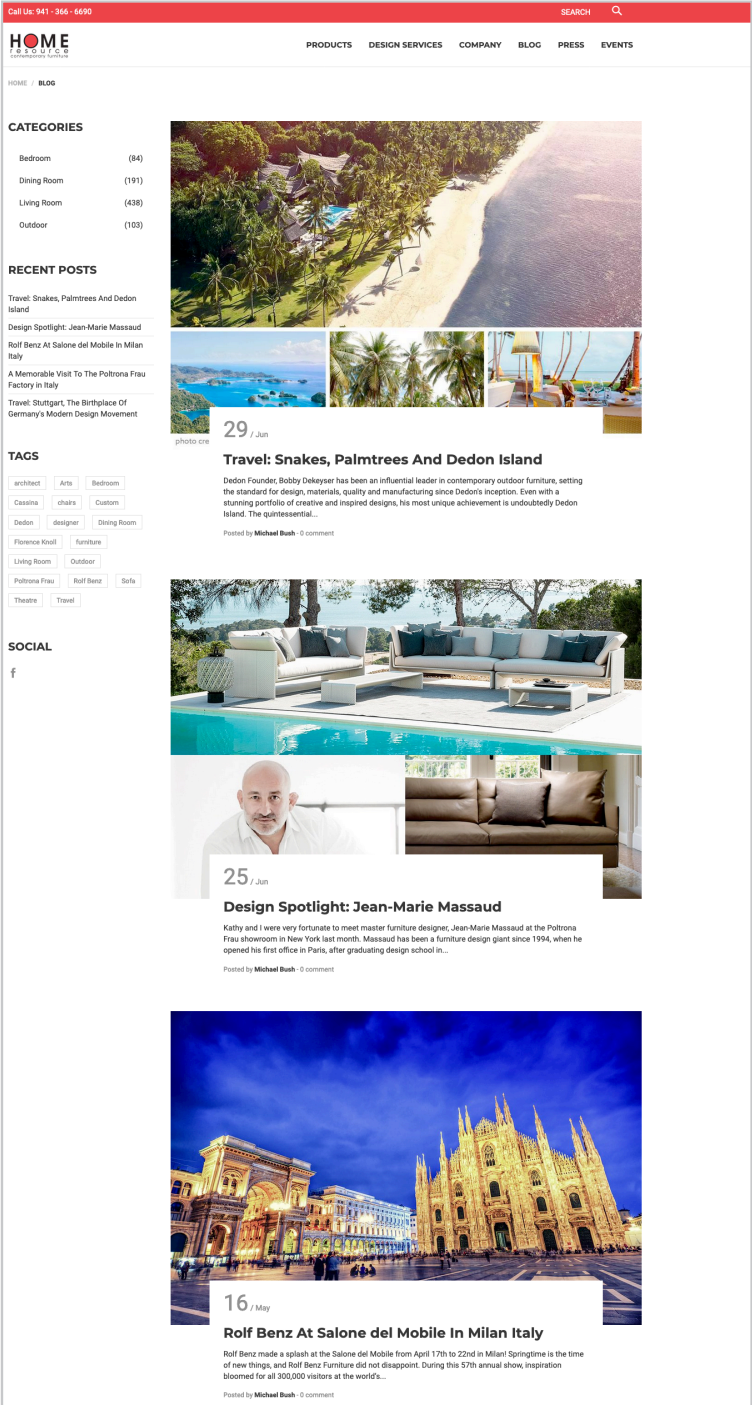 Call Us: 941 - 366 - 6690
SEARCH
HOME
resource
contemporary furniture
PRODUCTS
DESIGN SERVICES
COMPANY
BLOG
PRESS
EVENTS
HOME / BLOG
CATEGORIES
Bedroom (84)
Dining Room (191)
Living Room (438)
Outdoor (103)
RECENT POSTS
Travel: Snakes, Palmtrees And Dedon
Island
Design Spotlight: Jean-Marie Massaud
Rolf Benz At Salone del Mobile In Milan
Italy
A Memorable Visit To The Poltrona Frau
Factory in Italy
Travel: Stuttgart, The Birthplace Of
Germany's Modern Design Movement
TAGS
architect Arts Bedroom
Cassina chairs Custom
Dedon designer Dining Room
Florence Knoll furniture
Living Room Outdoor
Poltrona Frau Rolf Benz Sofa
Theatre Travel
SOCIAL
f
photo cre
29 / Jun
Travel: Snakes, Palmtrees And Dedon Island
Dedon Founder, Bobby Dekeyser has been an influential leader in contemporary outdoor furniture, setting
the standard for design, materials, quality and manufacturing since Dedon's inception. Even with a
stunning portfolio of creative and inspired designs, his most unique achievement is undoubtedly Dedon
Island. The quintessential...
Posted by Michael Bush - 0 comment
25 / Jun
Design Spotlight: Jean-Marie Massaud
Kathy and I were very fortunate to meet master furniture designer, Jean-Marie Massaud at the Poltrona
Frau showroom in New York last month. Massaud has been a furniture design giant since 1994, when he
opened his first office in Paris, after graduating design school in...
Posted by Michael Bush - 0 comment
16 / May
Rolf Benz At Salone del Mobile In Milan Italy
Rolf Benz made a splash at the Salone del Mobile from April 17th to 22nd in Milan! Springtime is the time
of new things, and Rolf Benz Furniture did not disappoint. During this 57th annual show, inspiration
bloomed for all 300,000 visitors at the world's...
Posted by Michael Bush - 0 comment